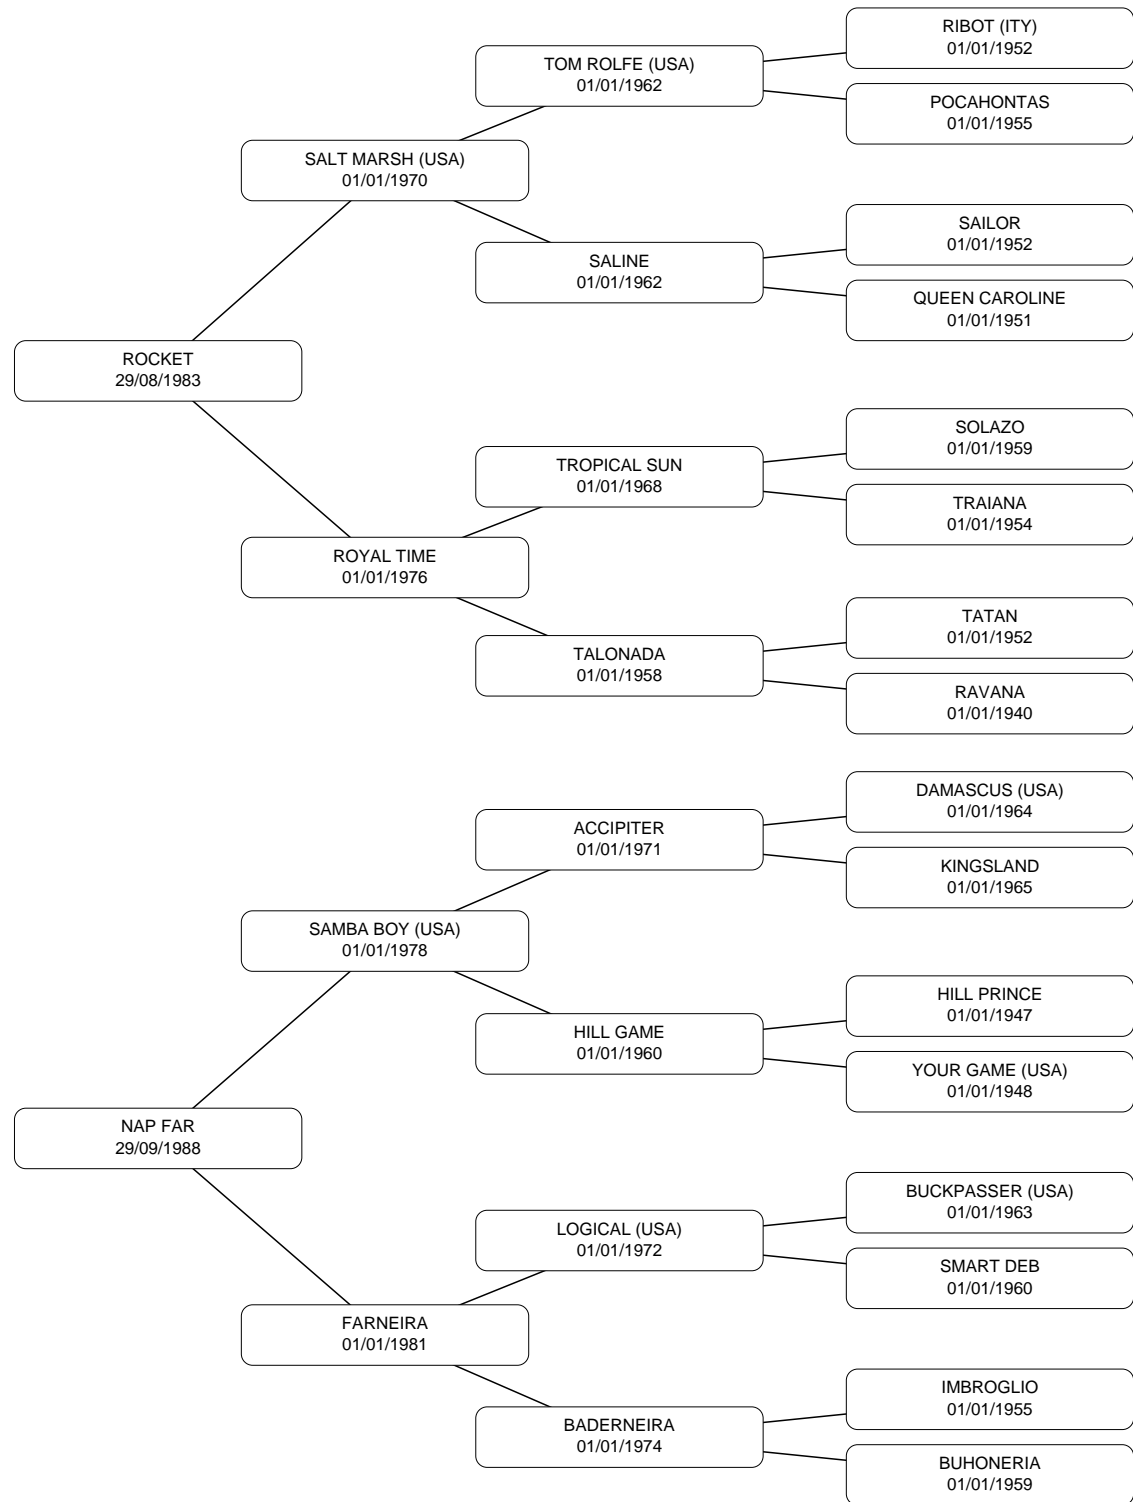 RIBOT (ITY)
01/01/1952
TOM ROLFE (USA)
01/01/1962
POCAHONTAS
01/01/1955
SALT MARSH (USA)
01/01/1970
SAILOR
01/01/1952
SALINE
01/01/1962
QUEEN CAROLINE
01/01/1951
ROCKET
29/08/1983
SOLAZO
01/01/1959
TROPICAL SUN
01/01/1968
TRAIANA
01/01/1954
ROYAL TIME
01/01/1976
TATAN
01/01/1952
TALONADA
01/01/1958
RAVANA
01/01/1940
DAMASCUS (USA)
01/01/1964
ACCIPITER
01/01/1971
KINGSLAND
01/01/1965
SAMBA BOY (USA)
01/01/1978
HILL PRINCE
01/01/1947
HILL GAME
01/01/1960
YOUR GAME (USA)
01/01/1948
NAP FAR
29/09/1988
BUCKPASSER (USA)
01/01/1963
LOGICAL (USA)
01/01/1972
SMART DEB
01/01/1960
FARNEIRA
01/01/1981
IMBROGLIO
01/01/1955
BADERNEIRA
01/01/1974
BUHONERIA
01/01/1959